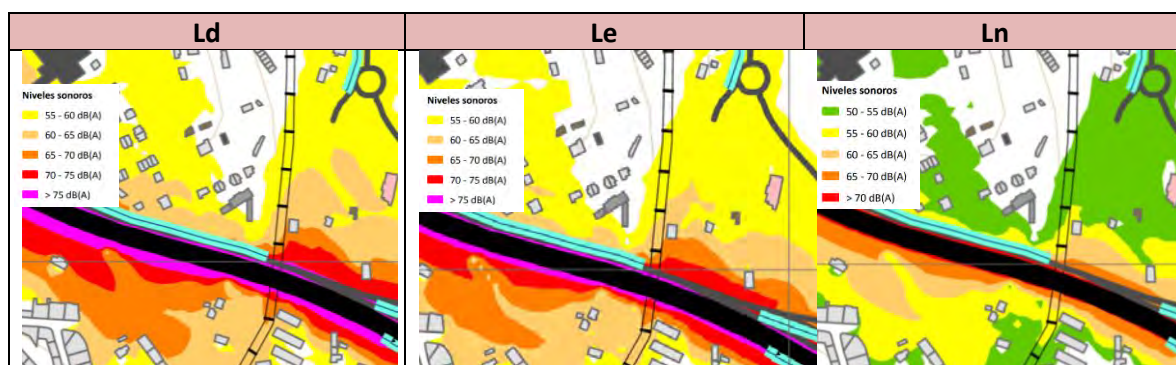 Ld
Le
Ln
Niveles sonoros
55 - 60 dB(A)
60 - 65 dB(A)
65 - 70 dB(A)
70 - 75 dB(A)
> 75 dB(A)
Niveles sonoros
55 - 60 dB(A)
60 - 65 dB(A)
65 - 70 dB(A)
70 - 75 dB(A)
> 75 dB(A)
Niveles sonoros
50 - 55 dB(A)
55 - 60 dB(A)
60 - 65 dB(A)
65 - 70 dB(A)
> 70 dB(A)